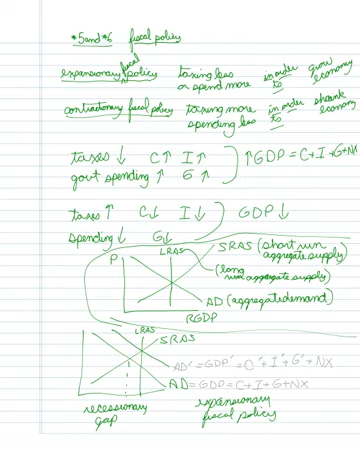 *5 and *6 fiscal policy
expansionary fiscal policy taxing less or spend more in order to grow economy
contractionary fiscal policy taxing more spending less in order to shrink economy
taxes ↓ C↑ I↑ ↑GDP = C+I+G+NX
govt spending ↑ G ↑
taxes ↑ C↓ I↓ GDP ↓
spending ↓ G↓
P LRAS SRAS (short run aggregate supply)
(long run aggregate supply)
AD (aggregate demand)
RGDP
LRAS
SRAS
AD' = GDP' = C'+I'+G'+NX
AD = GDP = C+I+G+NX
recessionary gap
expansionary fiscal policy